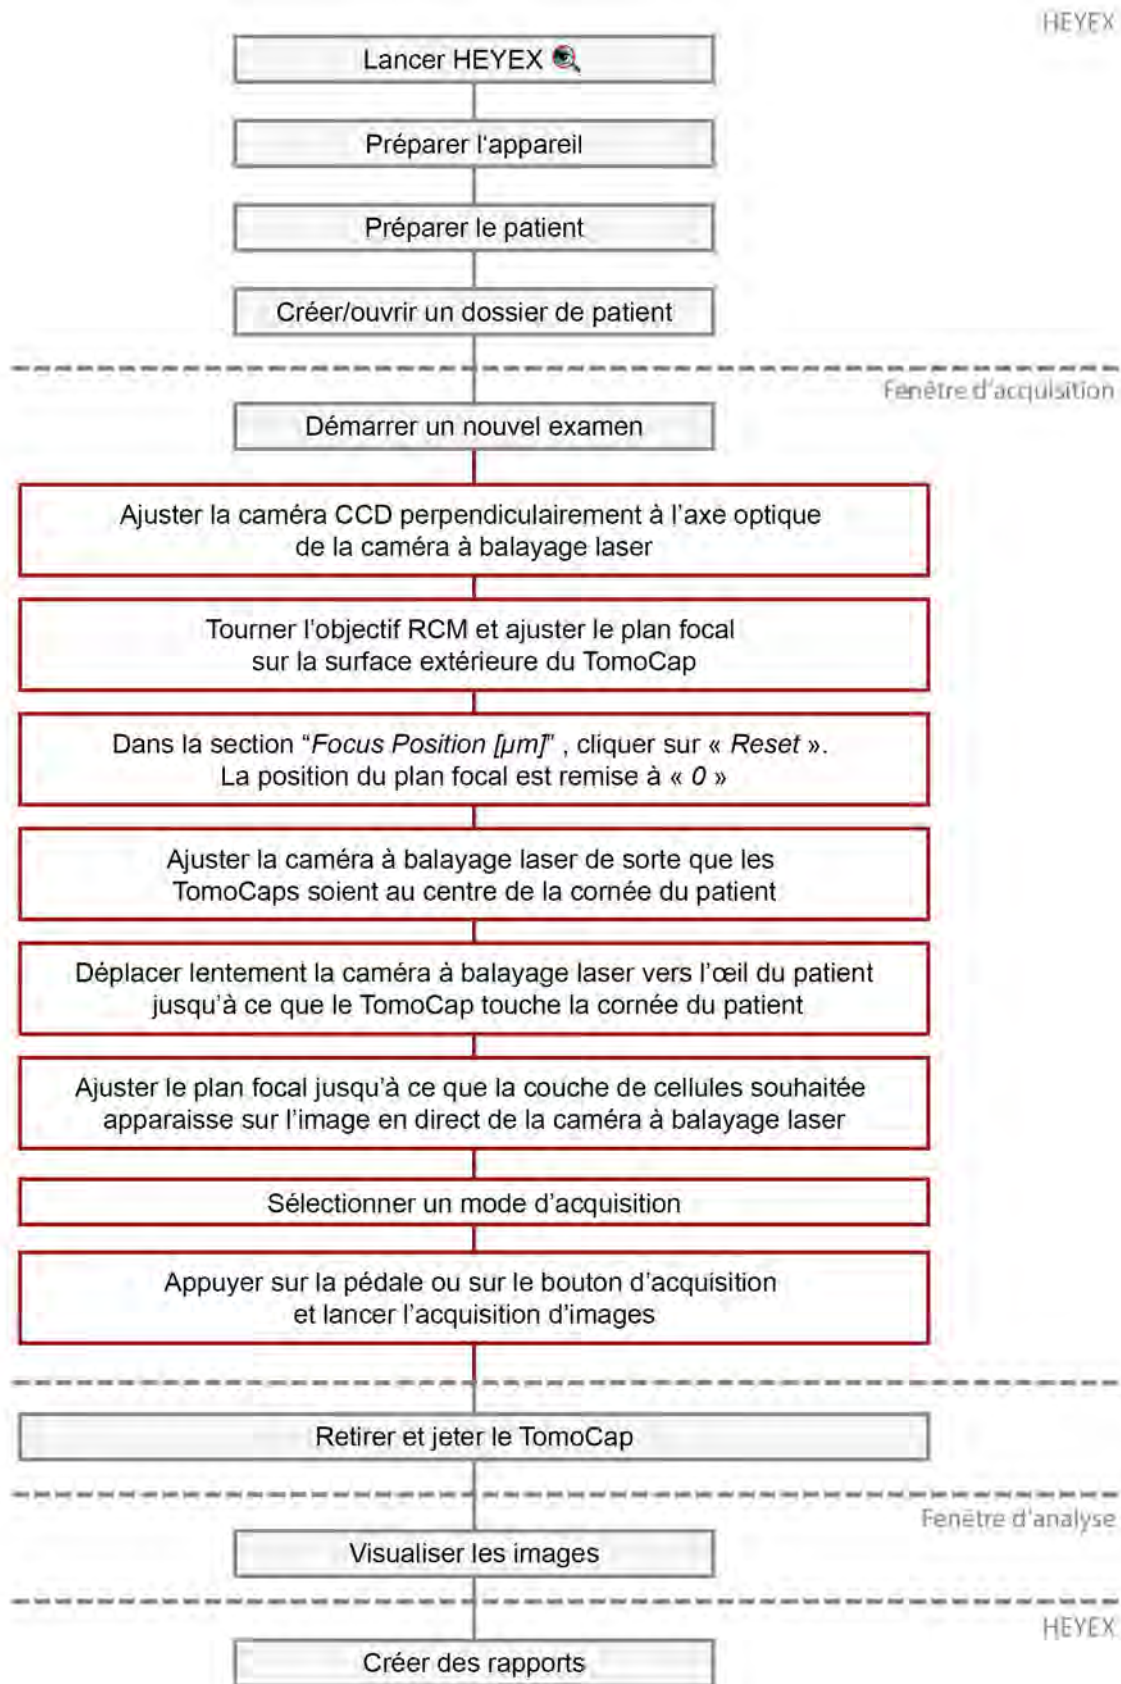 HEYEX
Lancer HEYEX
Préparer l'appareil
Préparer le patient
Créer/ouvrir un dossier de patient
Fenêtre d'acquisition
Démarrer un nouvel examen
Ajuster la caméra CCD perpendiculairement à l'axe optique
de la caméra à balayage laser
Tourner l'objectif RCM et ajuster le plan focal
sur la surface extérieure du TomoCap
Dans la section “Focus Position [µm]” , cliquer sur « Reset ».
La position du plan focal est remise à « 0 »
Ajuster la caméra à balayage laser de sorte que les
TomoCaps soient au centre de la cornée du patient
Déplacer lentement la caméra à balayage laser vers l'œil du patient
jusqu'à ce que le TomoCap touche la cornée du patient
Ajuster le plan focal jusqu'à ce que la couche de cellules souhaitée
apparaisse sur l'image en direct de la caméra à balayage laser
Sélectionner un mode d'acquisition
Appuyer sur la pédale ou sur le bouton d'acquisition
et lancer l'acquisition d'images
Retirer et jeter le TomoCap
Fenêtre d'analyse
Visualiser les images
HEYEX
Créer des rapports